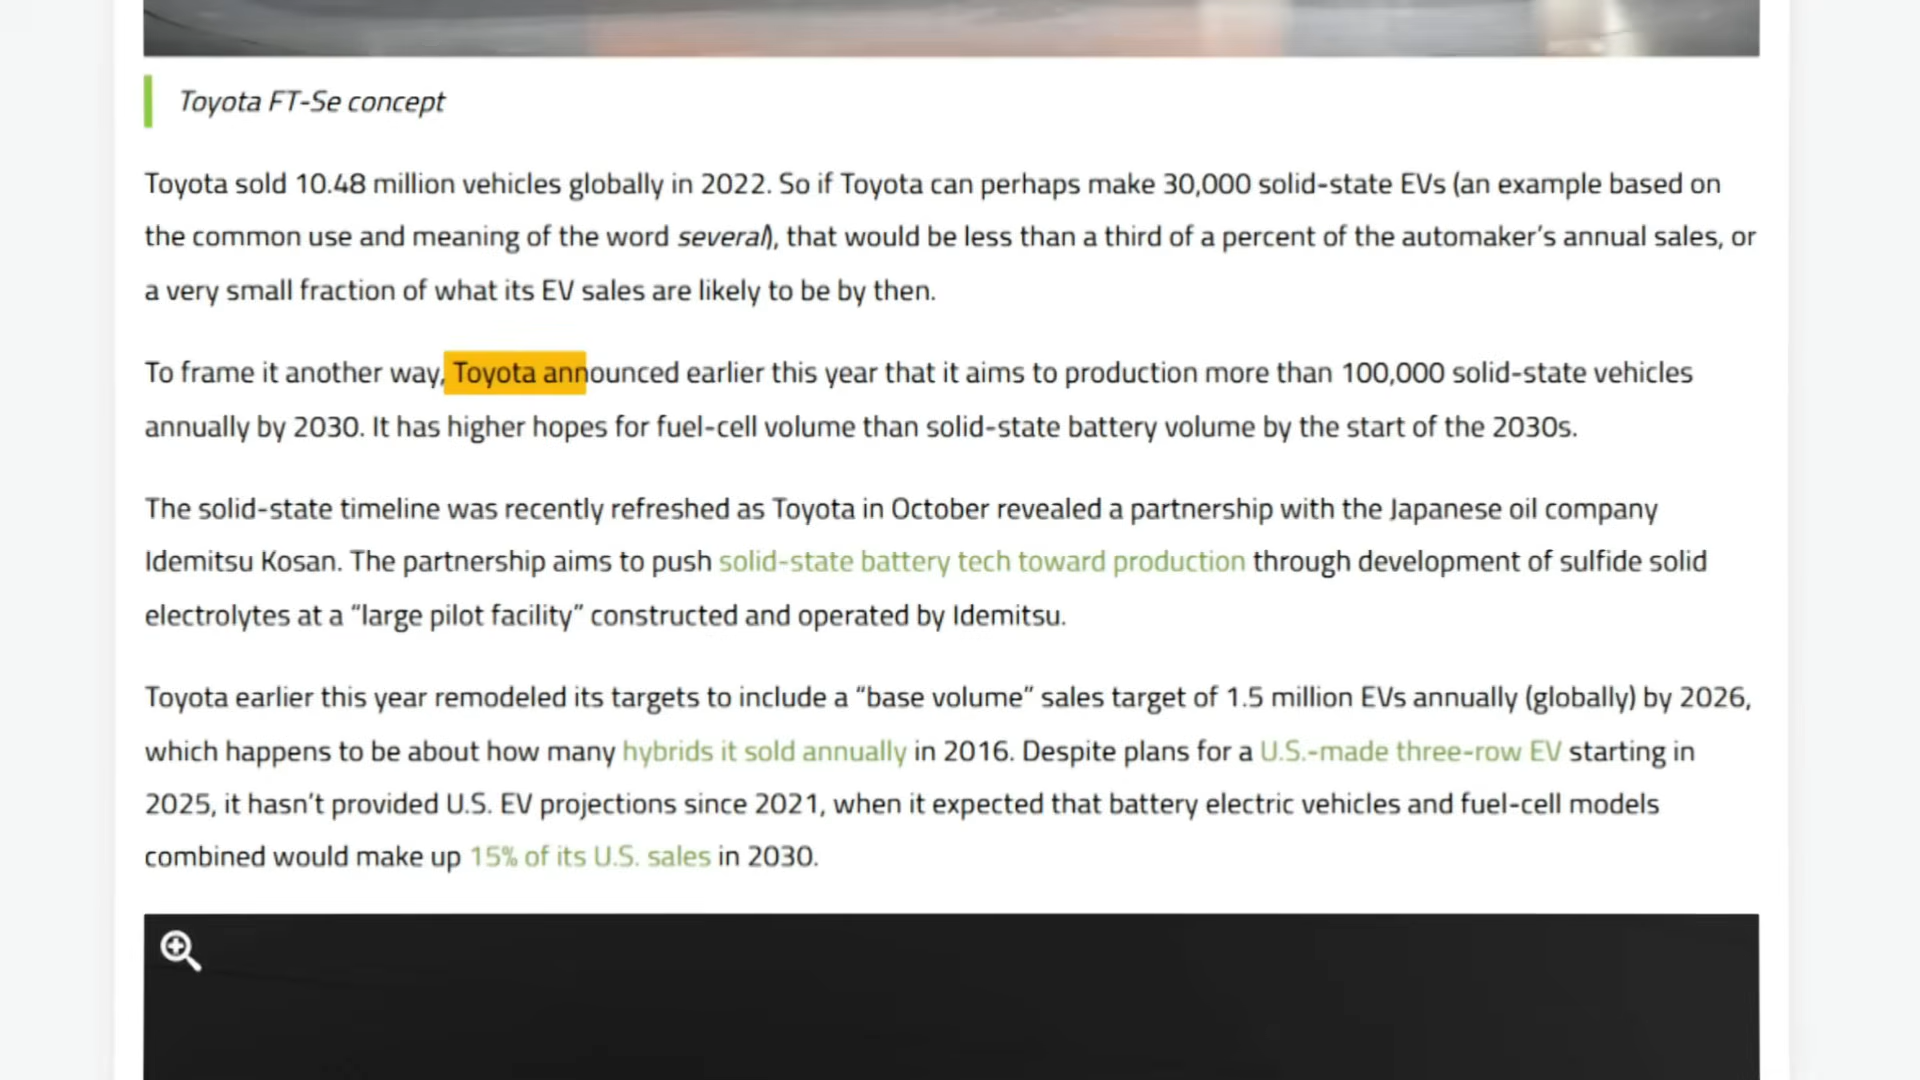 Toyota FT-Se concept
Toyota sold 10.48 million vehicles globally in 2022. So if Toyota can perhaps make 30,000 solid-state EVs (an example based on
the common use and meaning of the word several), that would be less than a third of a percent of the automaker’s annual sales, or
a very small fraction of what its EV sales are likely to be by then.
To frame it another way, Toyota announced earlier this year that it aims to production more than 100,000 solid-state vehicles
annually by 2030. It has higher hopes for fuel-cell volume than solid-state battery volume by the start of the 2030s.
The solid-state timeline was recently refreshed as Toyota in October revealed a partnership with the Japanese oil company
Idemitsu Kosan. The partnership aims to push solid-state battery tech toward production through development of sulfide solid
electrolytes at a “large pilot facility” constructed and operated by Idemitsu.
Toyota earlier this year remodeled its targets to include a “base volume” sales target of 1.5 million EVs annually (globally) by 2026,
which happens to be about how many hybrids it sold annually in 2016. Despite plans for a U.S.-made three-row EV starting in
2025, it hasn’t provided U.S. EV projections since 2021, when it expected that battery electric vehicles and fuel-cell models
combined would make up 15% of its U.S. sales in 2030.